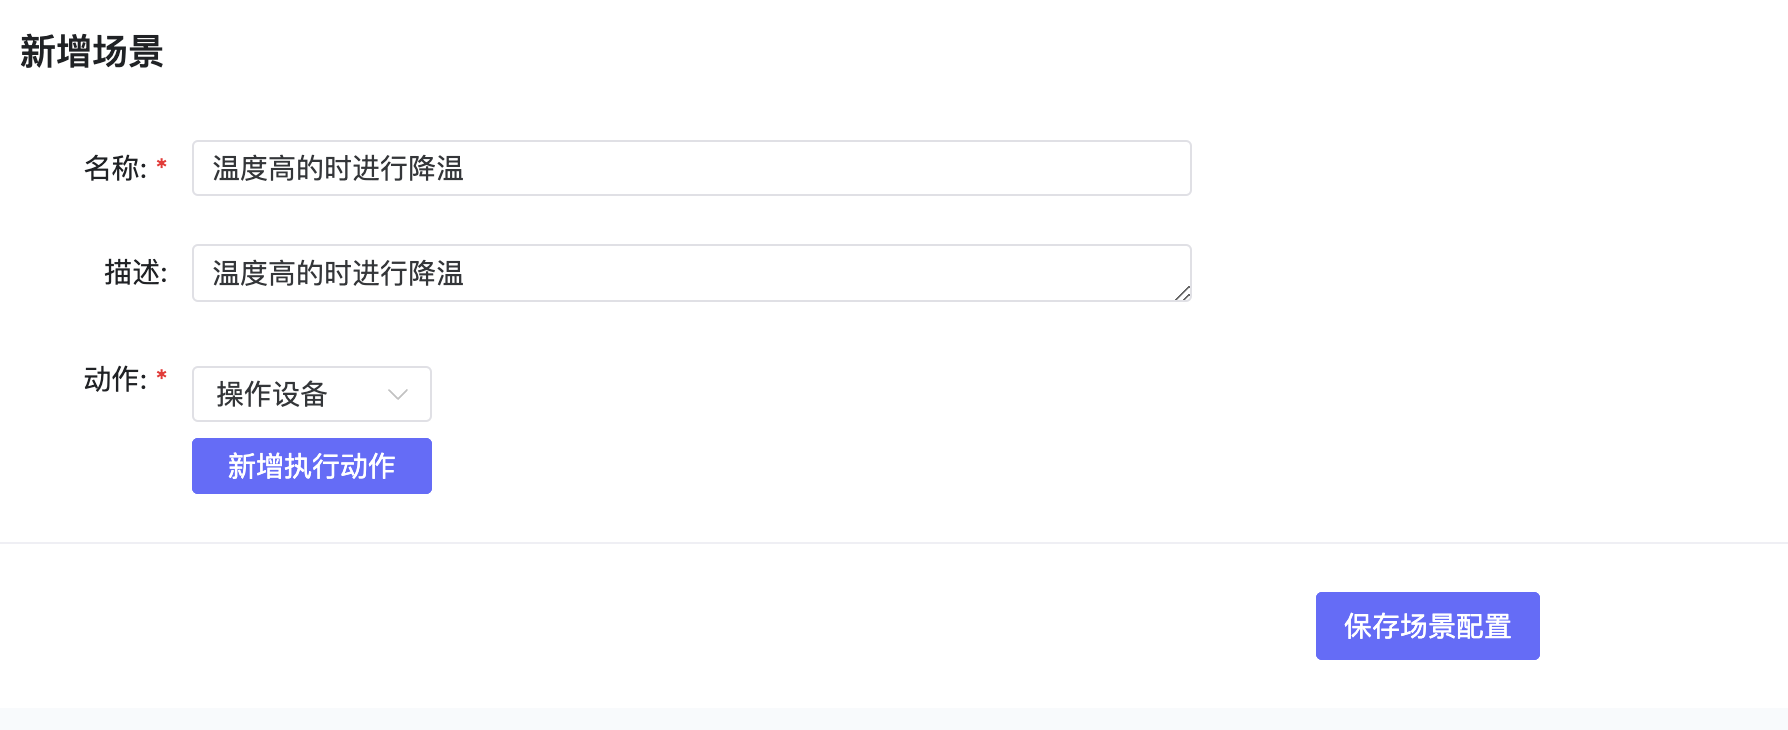 新增场景
名称: * 温度高的时进行降温
描述: 温度高的时进行降温
动作: * 操作设备
新增执行动作
保存场景配置